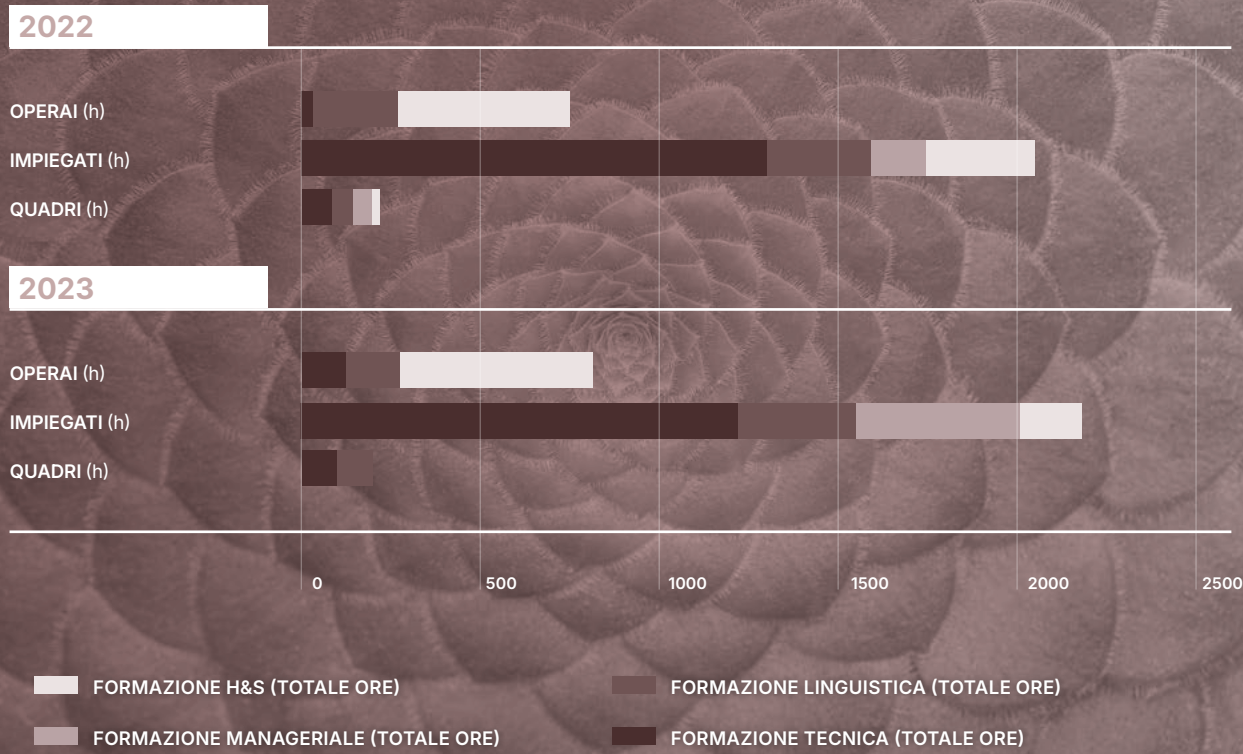 2022
OPERAI (h)
IMPIEGATI (h)
QUADRI (h)
2023
OPERAI (h)
IMPIEGATI (h)
QUADRI (h)
0 500 1000 1500 2000 2500
FORMAZIONE H&S (TOTALE ORE) FORMAZIONE LINGUISTICA (TOTALE ORE)
FORMAZIONE MANAGERIALE (TOTALE ORE) FORMAZIONE TECNICA (TOTALE ORE)